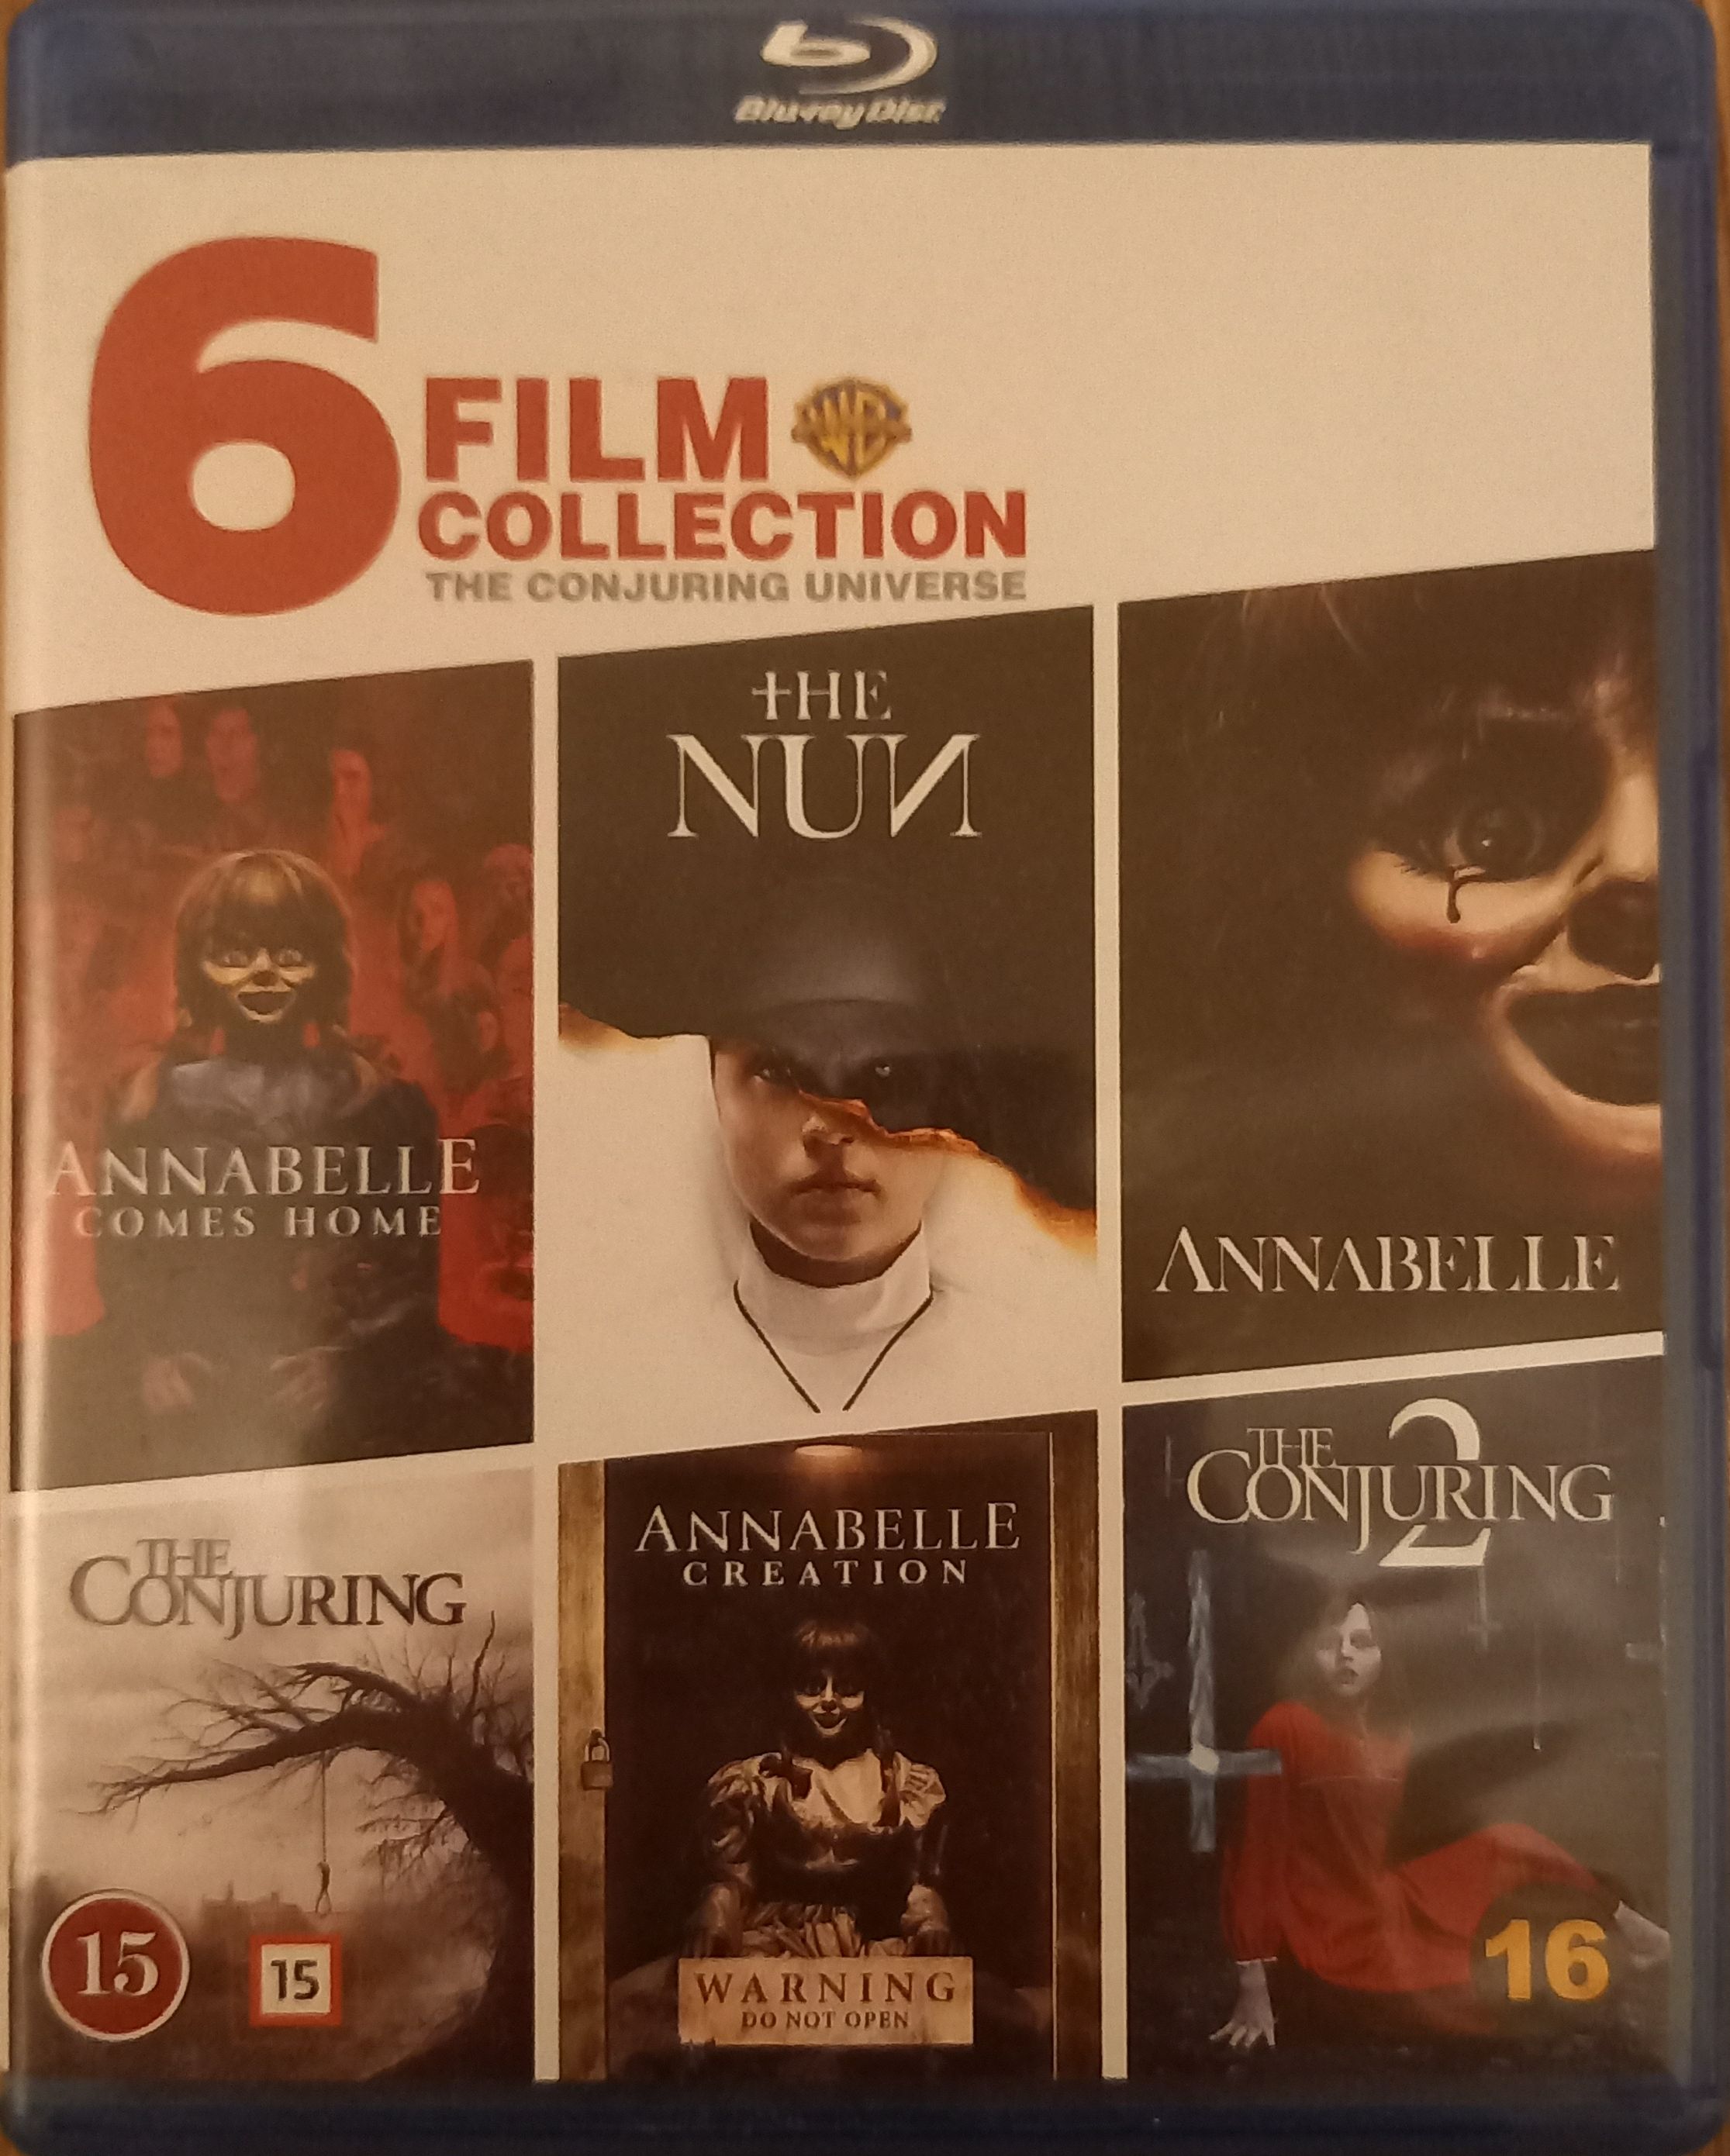 Blu-ray Disc
6 FILM WB
COLLECTION
THE CONJURING UNIVERSE
ANNABELLE
COMES HOME
THE
NUN
ANNABELLE
THE
CONJURING
ANNABELLE
CREATION
WARNING
DO NOT OPEN
THE
CONJURING
2
15
15
16